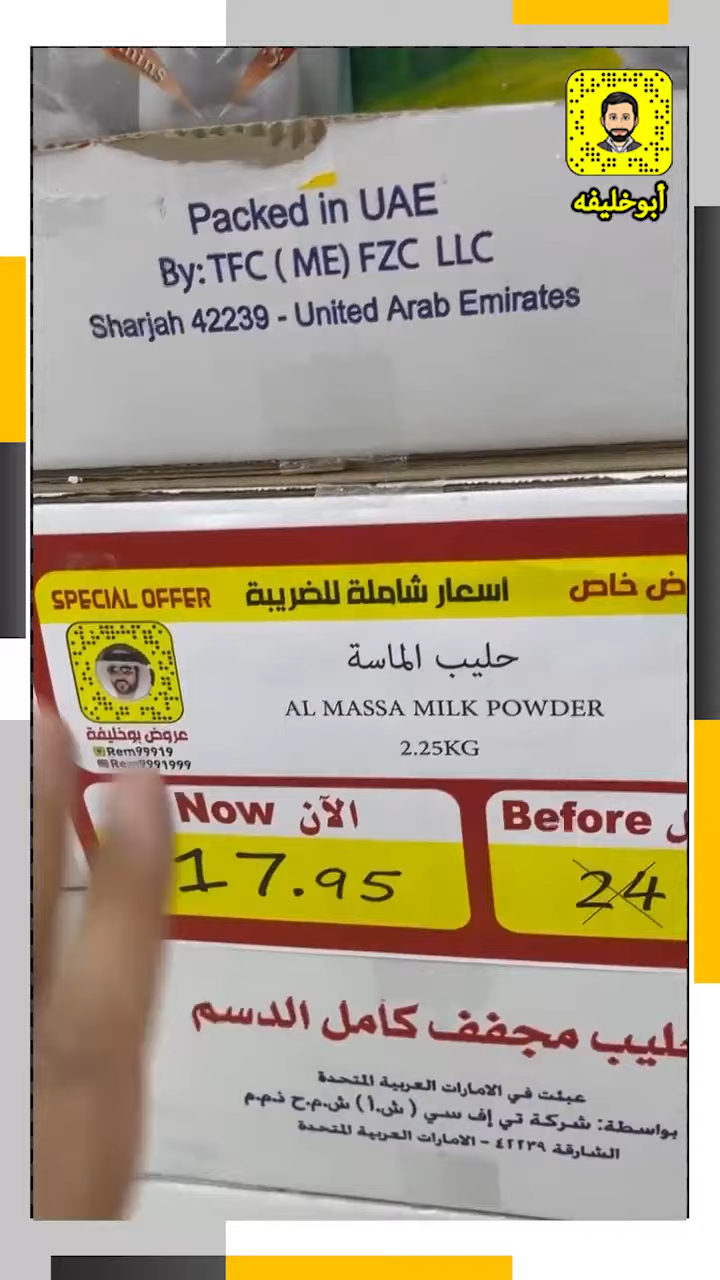 أبوخليفه
Packed in UAE
By: TFC ( ME) FZC LLC
Sharjah 42239 - United Arab Emirates
SPECIAL OFFER
أسعار شاملة للضريبة
خاص
حليب الماسة
AL MASSA MILK POWDER
2.25KG
عروض بوخليفة
Rem99919
Now الآن
17.95
Before
24
مجفف كامل الدسم
عبئت في الامارات العربية المتحدة
بواسطة: شركة تي إف سي ( ش.أ ) ش.م.ح ذ.م.م
الشارقة ٤٢٢٣٩ - الامارات العربية المتحدة